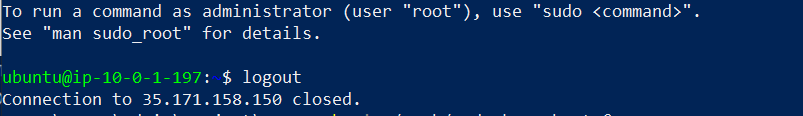 To run a command as administrator (user "root"), use "sudo <command>".
See "man sudo_root" for details.
ubuntu@ip-10-0-1-197:~$ logout
Connection to 35.171.158.150 closed.